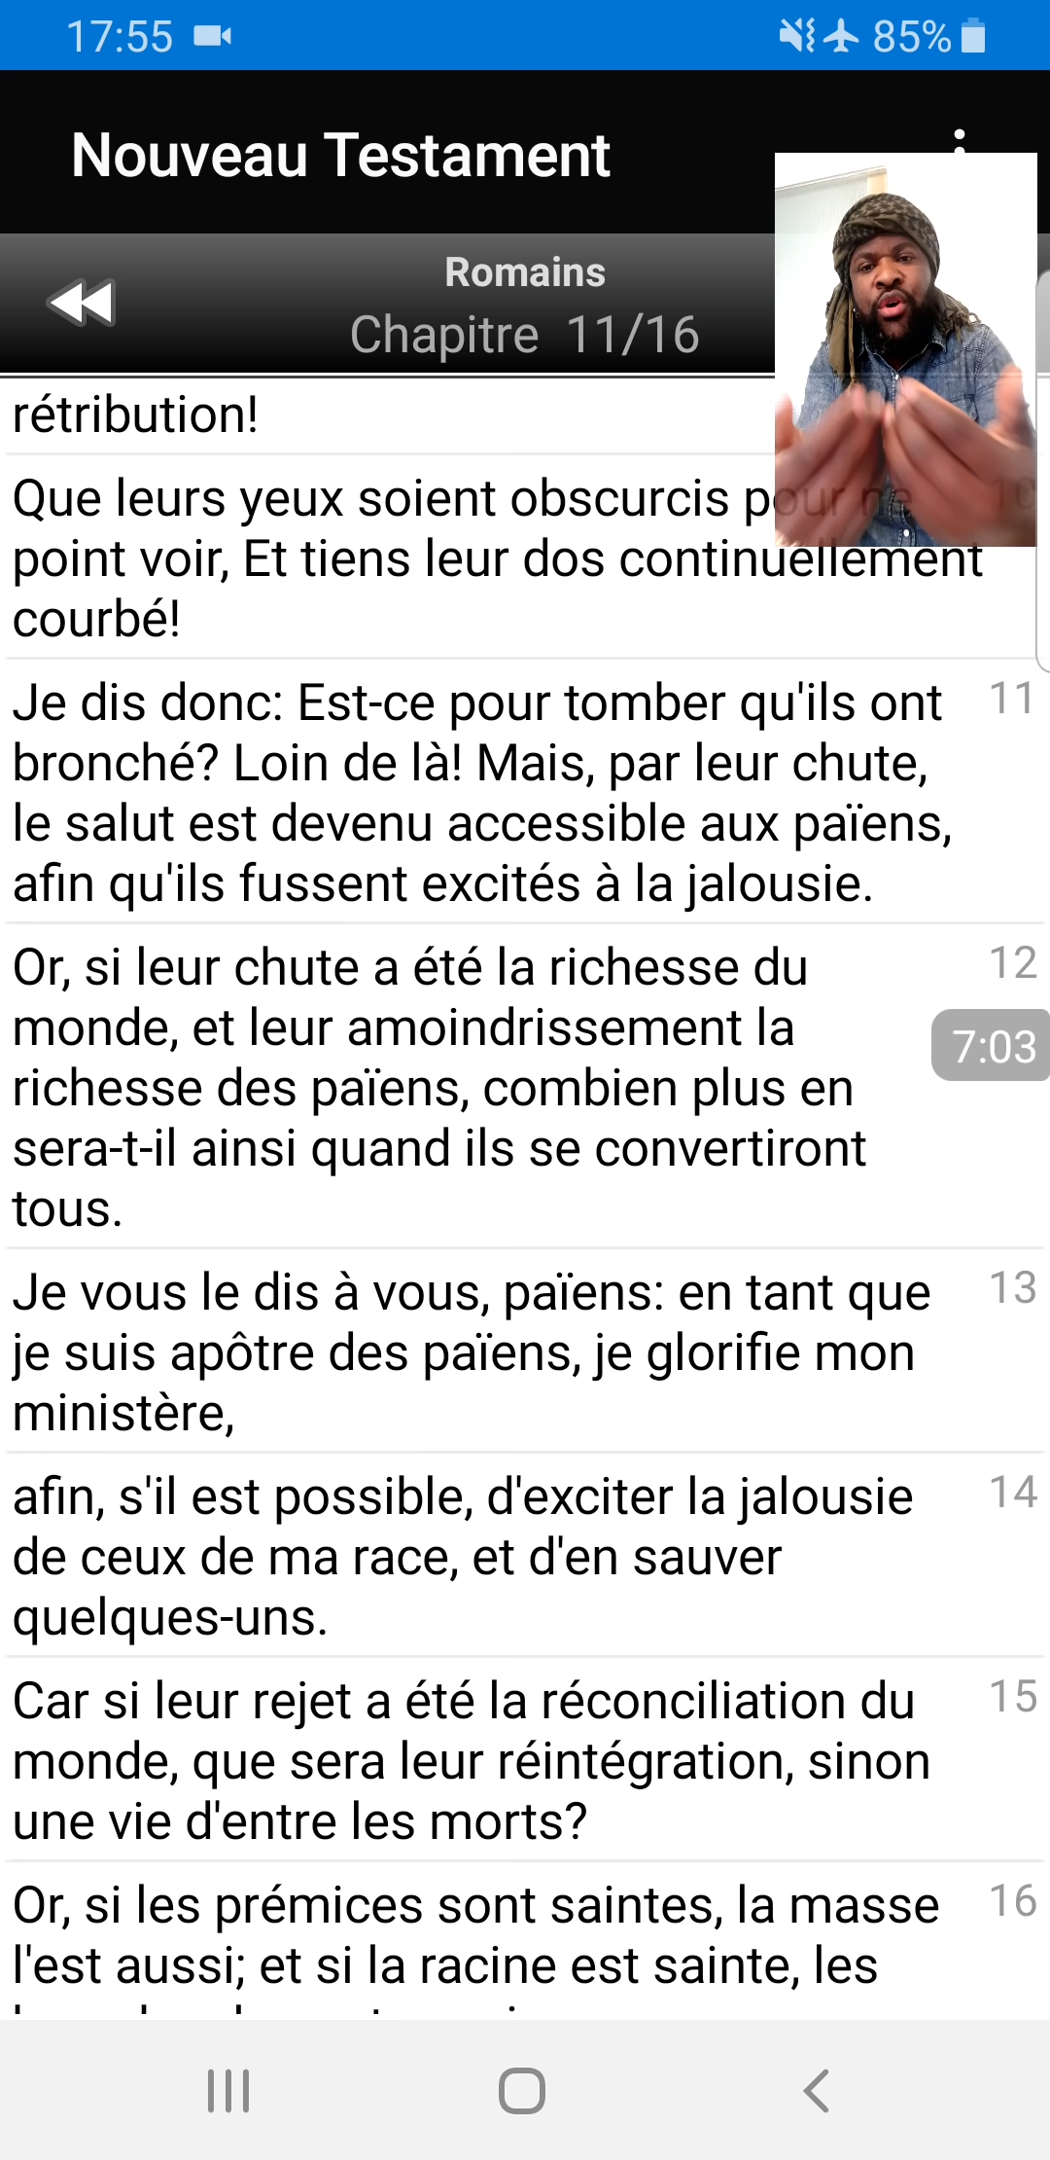 17:55
85%
Nouveau Testament
Romains
Chapitre 11/16
rétribution!
Que leurs yeux soient obscurcis pour ne 10
point voir, Et tiens leur dos continuellement
courbé!
Je dis donc: Est-ce pour tomber qu'ils ont 11
bronché? Loin de là! Mais, par leur chute,
le salut est devenu accessible aux païens,
afin qu'ils fussent excités à la jalousie.
Or, si leur chute a été la richesse du 12
monde, et leur amoindrissement la
7:03
richesse des païens, combien plus en
sera-t-il ainsi quand ils se convertiront
tous.
Je vous le dis à vous, païens: en tant que 13
je suis apôtre des païens, je glorifie mon
ministère,
afin, s'il est possible, d'exciter la jalousie 14
de ceux de ma race, et d'en sauver
quelques-uns.
Car si leur rejet a été la réconciliation du 15
monde, que sera leur réintégration, sinon
une vie d'entre les morts?
Or, si les prémices sont saintes, la masse 16
l'est aussi; et si la racine est sainte, les